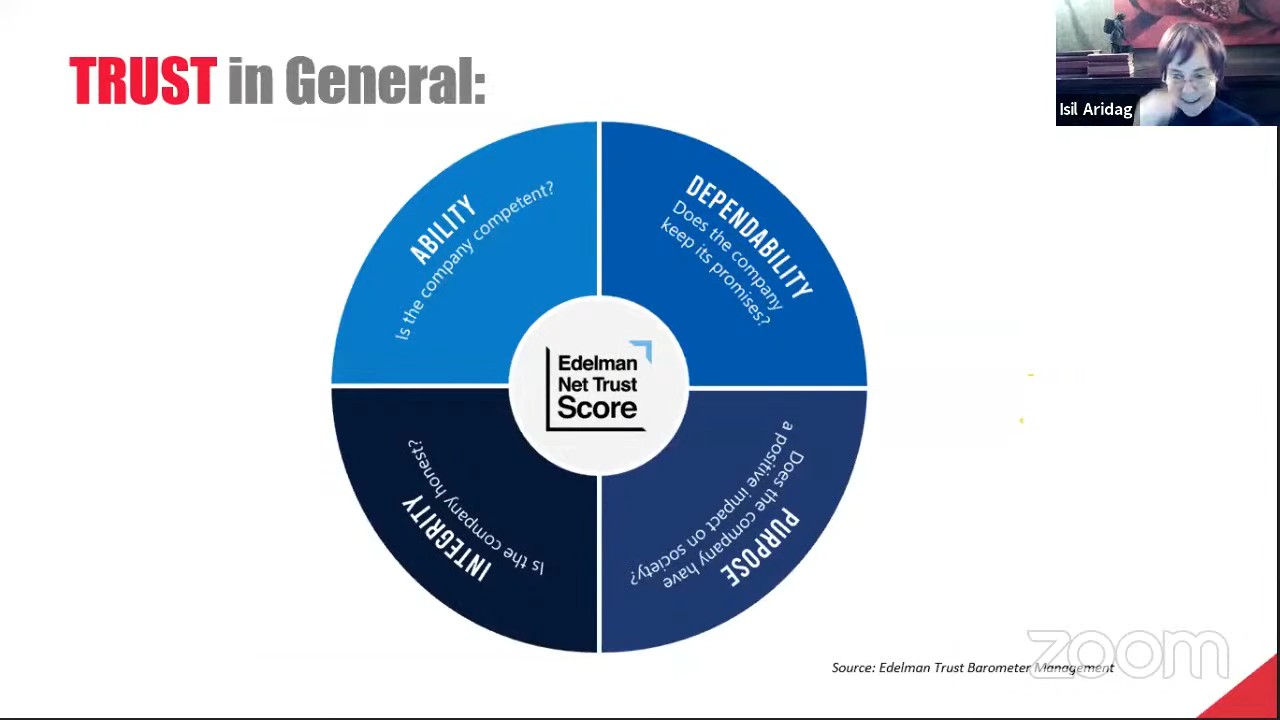 TRUST in General:
Isil Aridag
ABILITY
Is the company competent?
DEPENDABILITY
Does the company
keep its promises?
Edelman
Net Trust
Score
INTEGRITY
Is the company honest?
PURPOSE
Does the company have
a positive impact on society?
Source: Edelman Trust Barometer Management
zoom